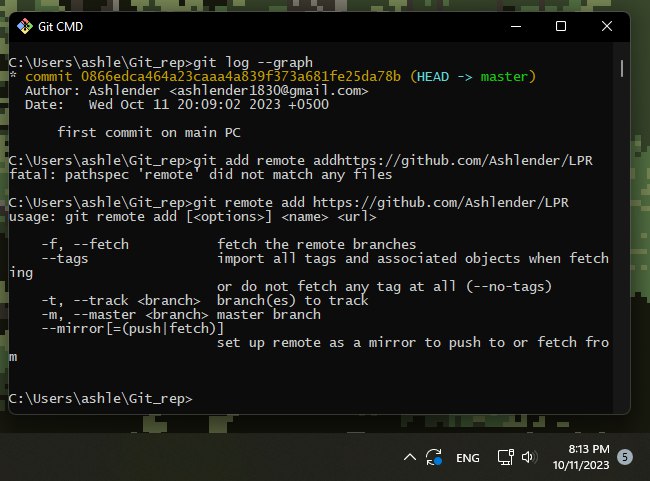 Git CMD
C:\Users\ashle\Git_rep>git log --graph
* commit 0866edca464a23caaa4a839f373a681fe25da78b (HEAD -> master)
Author: Ashlender <ashlender1830@gmail.com>
Date:   Wed Oct 11 20:09:02 2023 +0500
first commit on main PC
C:\Users\ashle\Git_rep>git add remote addhttps://github.com/Ashlender/LPR
fatal: pathspec 'remote' did not match any files
C:\Users\ashle\Git_rep>git remote add https://github.com/Ashlender/LPR
usage: git remote add [<options>] <name> <url>
-f, --fetch           fetch the remote branches
--tags                import all tags and associated objects when fetch
ing
or do not fetch any tag at all (--no-tags)
-t, --track <branch>  branch(es) to track
-m, --master <branch> master branch
--mirror[=(push|fetch)]
set up remote as a mirror to push to or fetch fro
m
C:\Users\ashle\Git_rep>
ENG
8:13 PM
10/11/2023
5